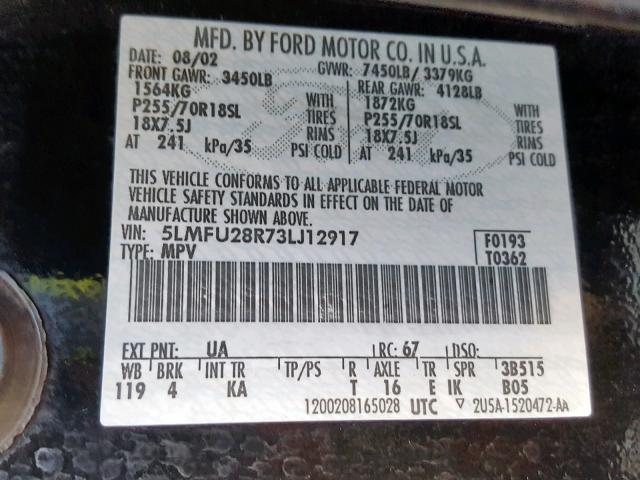 MFD. BY FORD MOTOR CO. IN U.S.A.
DATE: 08/02 GVWR: 7450LB/ 3379KG
FRONT GAWR: 3450LB REAR GAWR: 4128LB
1564KG WITH 1872KG WITH
P255/70R18SL TIRES P255/70R18SL TIRES
18X7.5J RIMS 18X7.5J RIMS
AT 241 kPa/35 PSI COLD AT 241 kPa/35 PSI COLD
THIS VEHICLE CONFORMS TO ALL APPLICABLE FEDERAL MOTOR
VEHICLE SAFETY STANDARDS IN EFFECT ON THE DATE OF
MANUFACTURE SHOWN ABOVE.
VIN: 5LMFU28R73LJ12917 F0193
TYPE: MPV T0362
EXT PNT: UA RC: 67 DSO:
WB BRK INT TR TP/PS R AXLE TR SPR 3B515
119 4 KA T 16 E IK B05
1200208165028 UTC ▽ 2U5A-1520472-AA